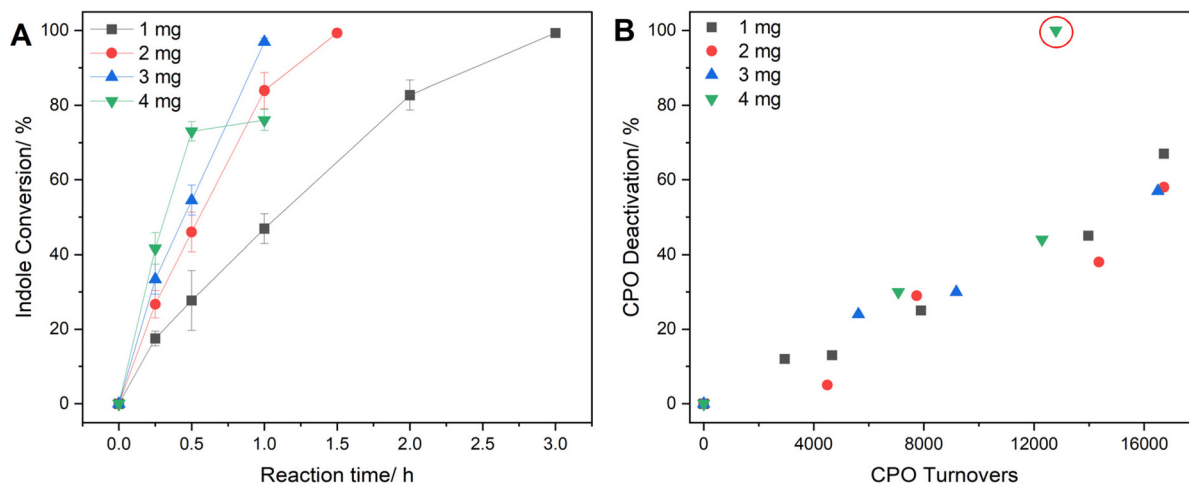 A
Indole Conversion/ %
100
80
60
40
20
0
1 mg
2 mg
3 mg
4 mg
0.0 0.5 1.0 1.5 2.0 2.5 3.0
Reaction time/ h
B
CPO Deactivation/ %
100
80
60
40
20
0
1 mg
2 mg
3 mg
4 mg
0 4000 8000 12000 16000
CPO Turnovers